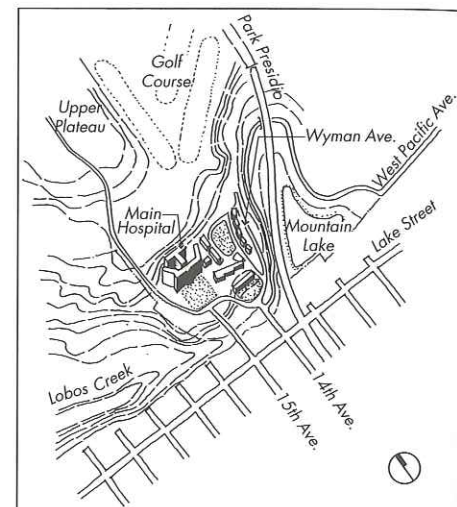 Golf
Course
Park Presidio
Upper
Plateau
Wyman Ave.
West Pacific Ave.
Main
Hospital
Mountain
Lake
Lake Street
Lobos Creek
15th Ave.
14th Ave.